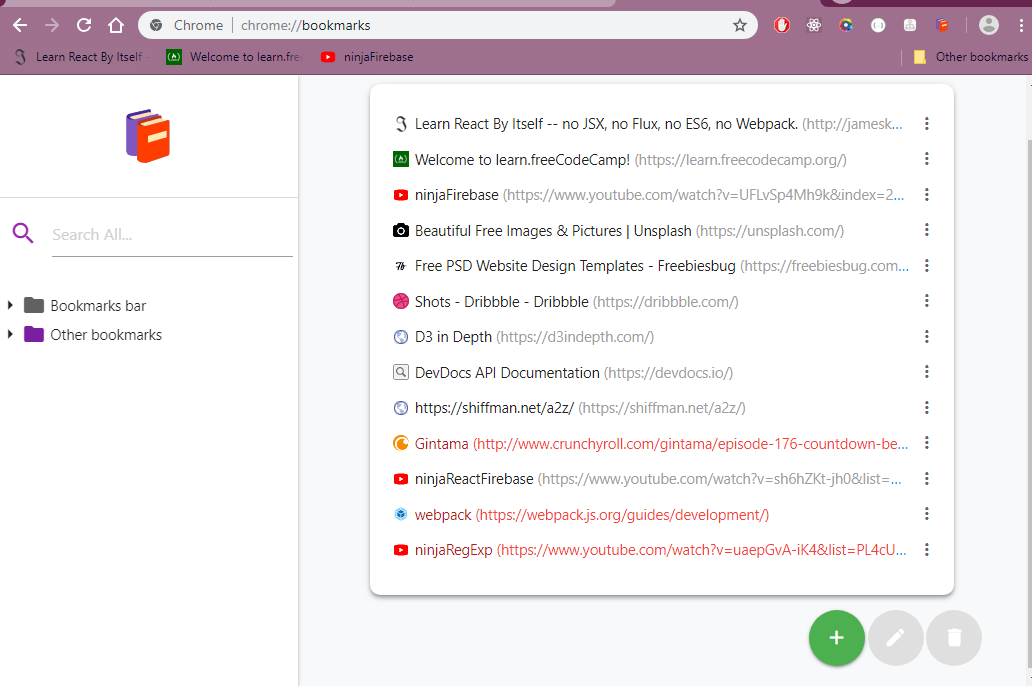 Chrome chrome://bookmarks
Learn React By Itself - Welcome to learn.free ninjaFirebase Other bookmarks
Search All...
Bookmarks bar
Other bookmarks
Learn React By Itself -- no JSX, no Flux, no ES6, no Webpack. (http://jamesk...
Welcome to learn.freeCodeCamp! (https://learn.freecodecamp.org/)
ninjaFirebase (https://www.youtube.com/watch?v=UFLvSp4Mh9k&index=2...
Beautiful Free Images & Pictures | Unsplash (https://unsplash.com/)
Free PSD Website Design Templates - Freebiesbug (https://freebiesbug.com...
Shots - Dribbble - Dribbble (https://dribbble.com/)
D3 in Depth (https://d3indepth.com/)
DevDocs API Documentation (https://devdocs.io/)
https://shiffman.net/a2z/ (https://shiffman.net/a2z/)
Gintama (http://www.crunchyroll.com/gintama/episode-176-countdown-be...
ninjaReactFirebase (https://www.youtube.com/watch?v=sh6hZKt-jh0&list=...
webpack (https://webpack.js.org/guides/development/)
ninjaRegExp (https://www.youtube.com/watch?v=uaepGvA-iK4&list=PL4cU...